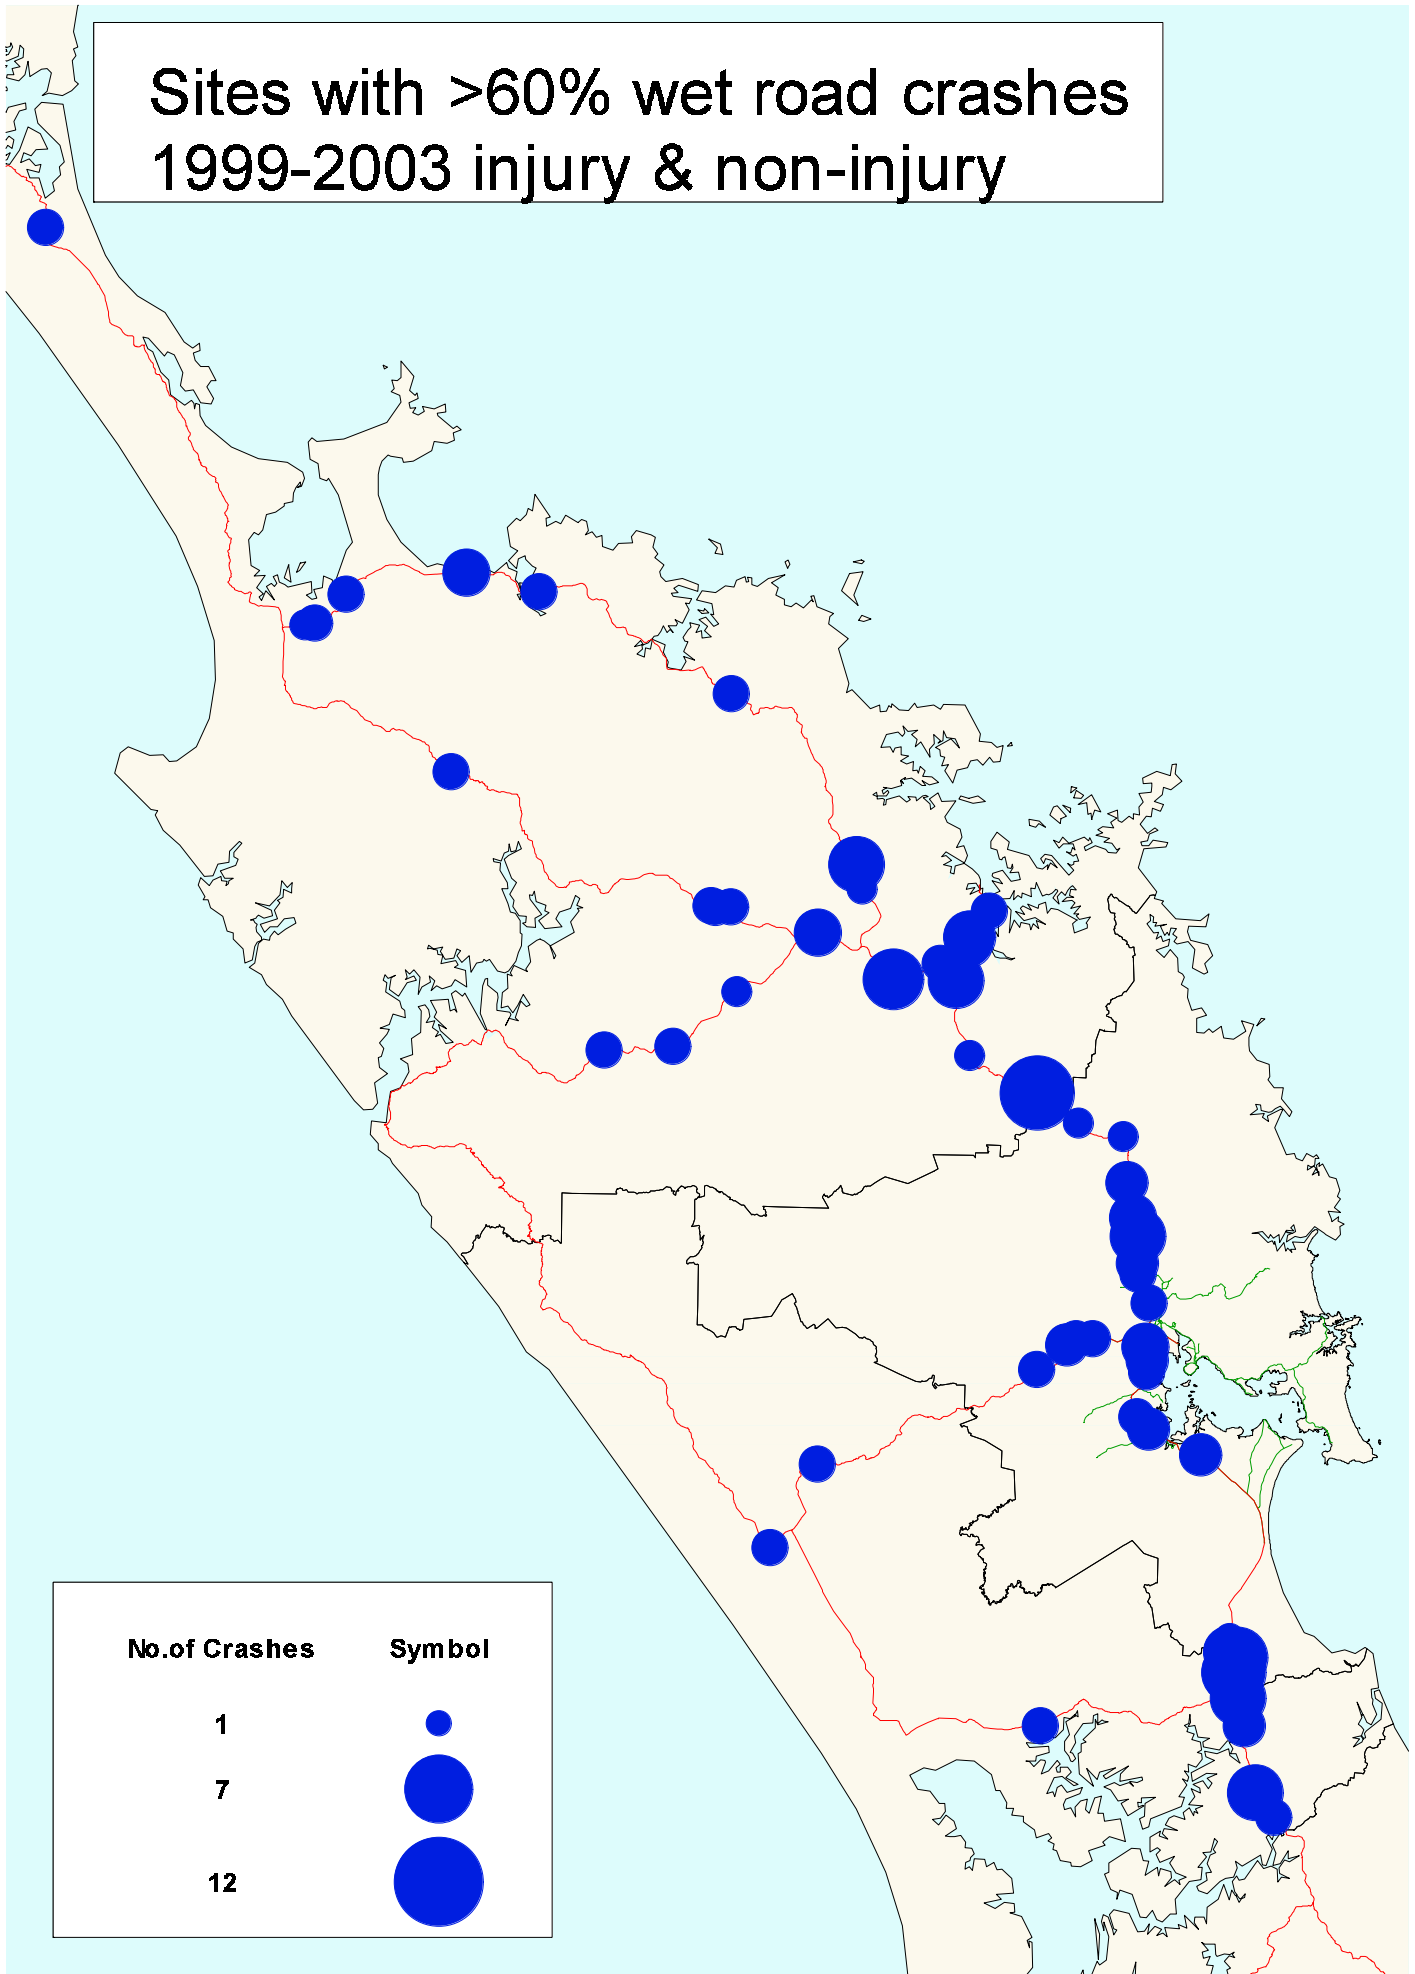 Sites with >60% wet road crashes
1999-2003 injury & non-injury
No.of Crashes Symbol
1
7
12